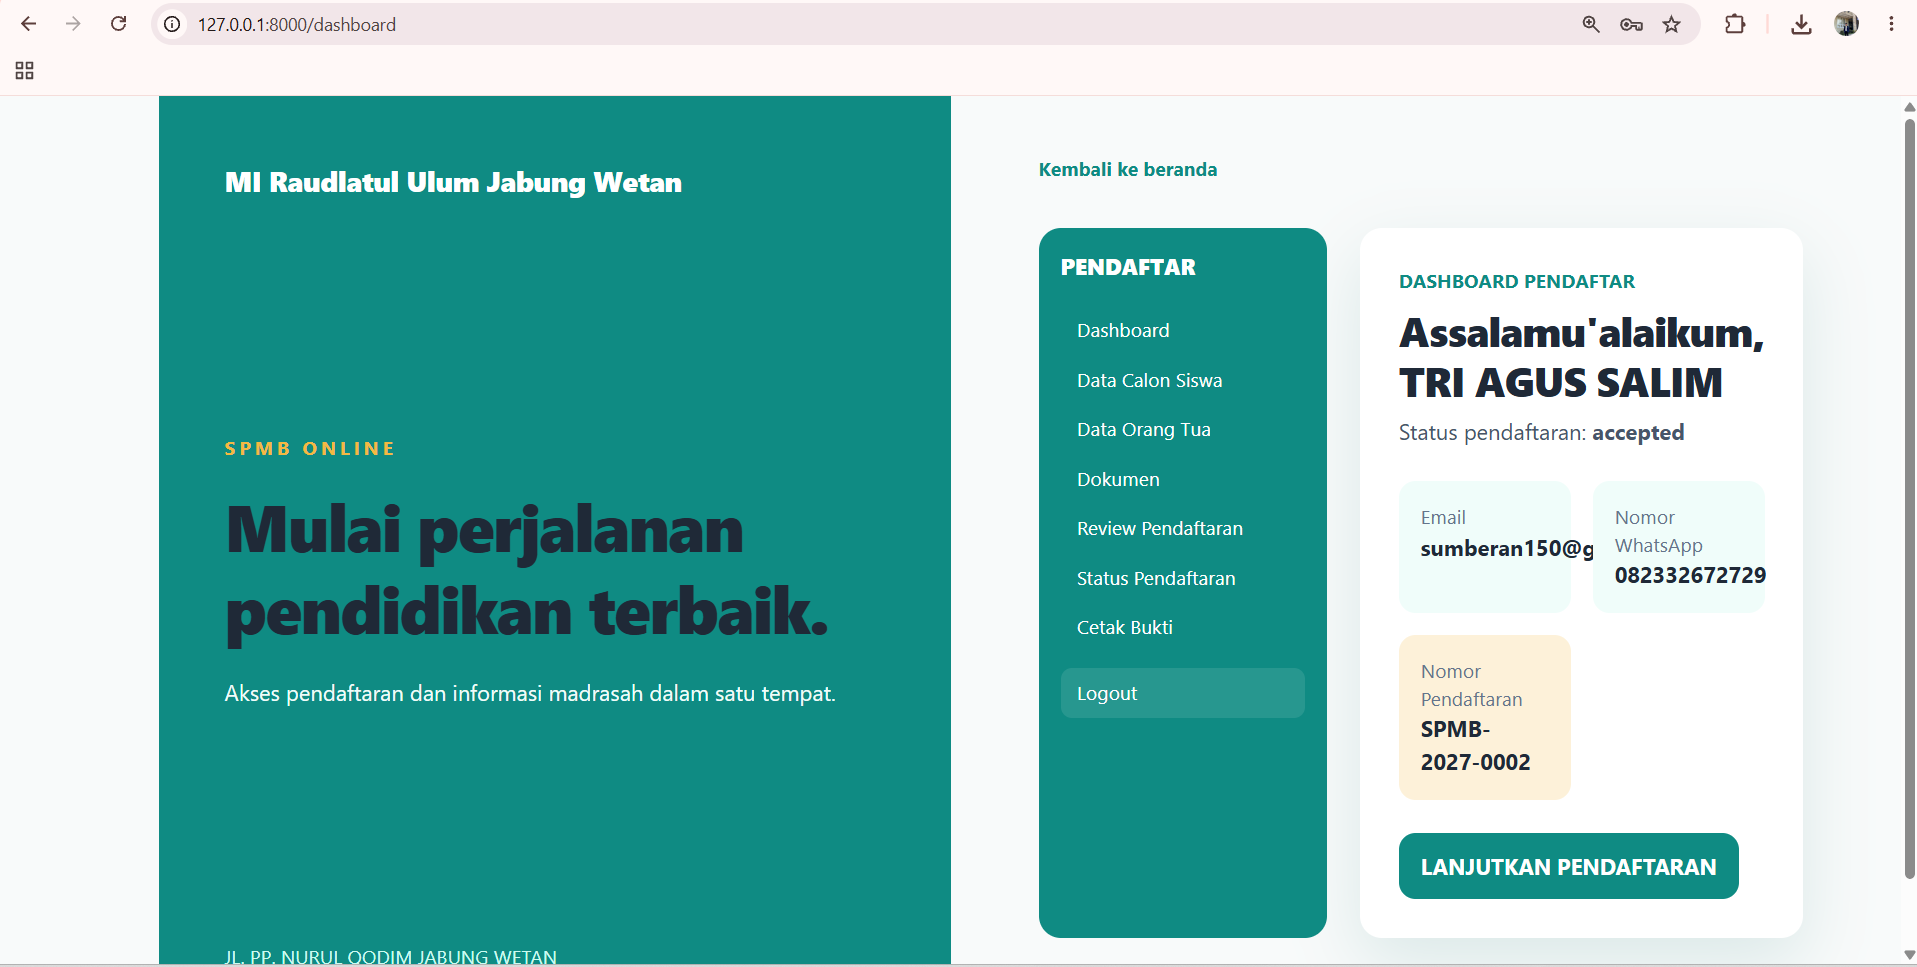 127.0.0.1:8000/dashboard
MI Raudlatul Ulum Jabung Wetan
SPMB ONLINE
Mulai perjalanan
pendidikan terbaik.
Akses pendaftaran dan informasi madrasah dalam satu tempat.
JL. PP. NURUL QODIM JABUNG WETAN
Kembali ke beranda
PENDAFTAR
Dashboard
Data Calon Siswa
Data Orang Tua
Dokumen
Review Pendaftaran
Status Pendaftaran
Cetak Bukti
Logout
DASHBOARD PENDAFTAR
Assalamu'alaikum,
TRI AGUS SALIM
Status pendaftaran: accepted
Email
sumberan150@g
Nomor
WhatsApp
082332672729
Nomor
Pendaftaran
SPMB-
2027-0002
LANJUTKAN PENDAFTARAN